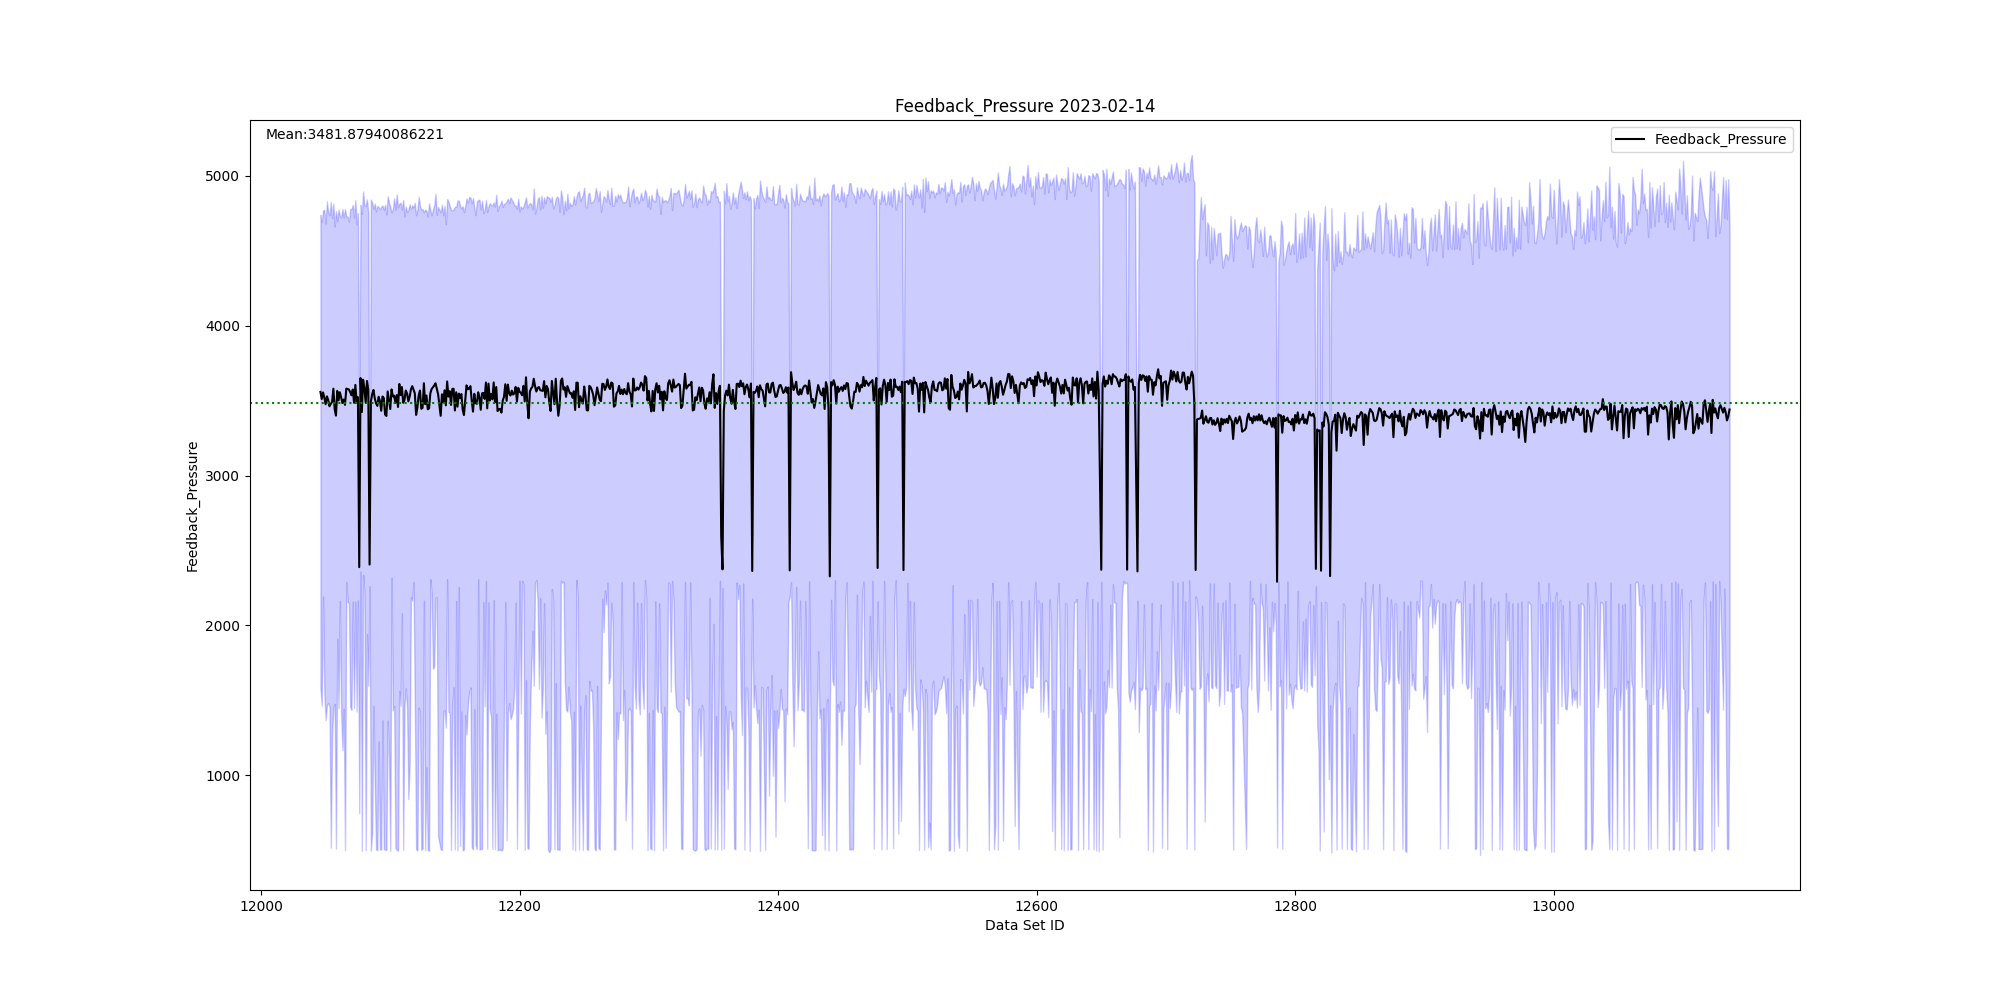 Feedback_Pressure 2023-02-14
Mean:3481.87940086221
Feedback_Pressure
5000
4000
3000
2000
1000
Feedback_Pressure
12000 12200 12400 12600 12800 13000
Data Set ID